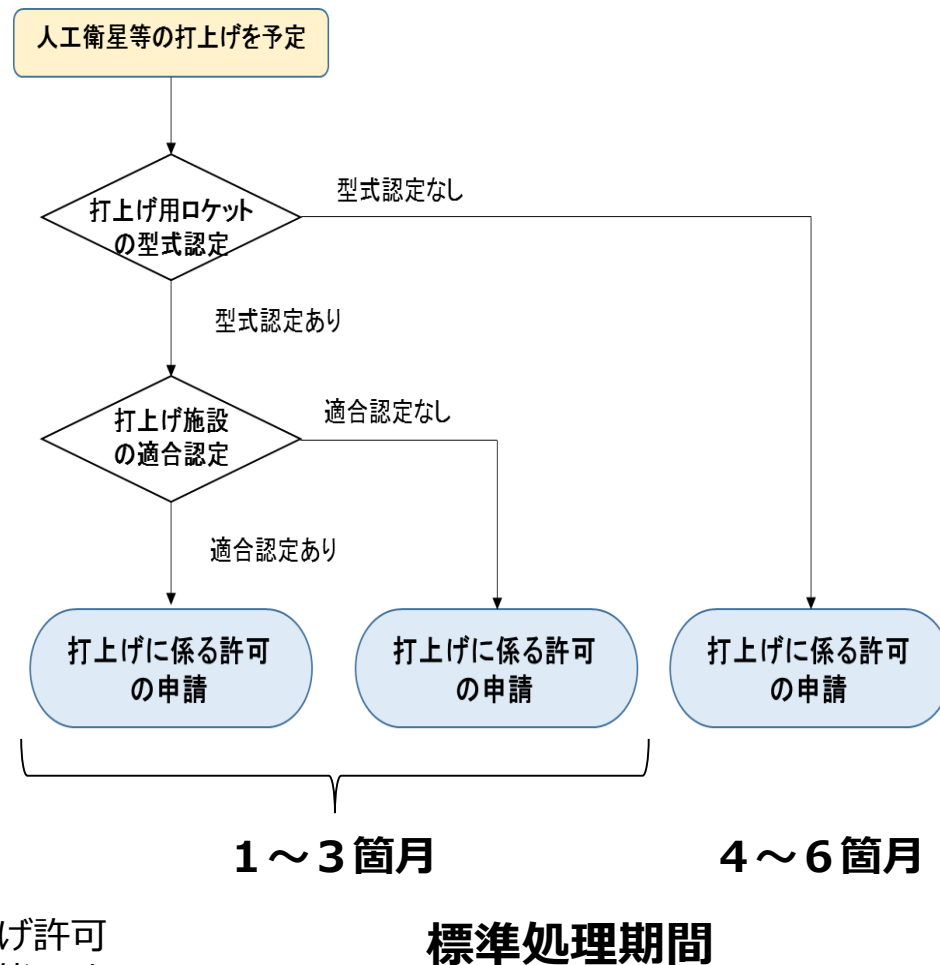 人工衛星等の打上げを予定
打上げ用ロケット
の型式認定
型式認定なし
型式認定あり
打上げ施設
の適合認定
適合認定なし
適合認定あり
打上げに係る許可
の申請
打上げに係る許可
の申請
打上げに係る許可
の申請
1~3箇月
4~6箇月
げ許可
標準処理期間